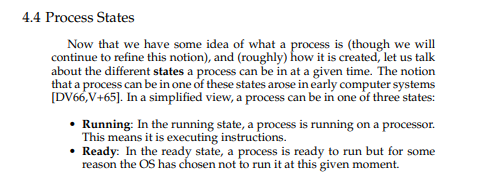 4.4 Process States
Now that we have some idea of what a process is (though we will
continue to refine this notion), and (roughly) how it is created, let us talk
about the different states a process can be in at a given time. The notion
that a process can be in one of these states arose in early computer systems
[DV66,V+65]. In a simplified view, a process can be in one of three states:
• Running: In the running state, a process is running on a processor.
This means it is executing instructions.
• Ready: In the ready state, a process is ready to run but for some
reason the OS has chosen not to run it at this given moment.